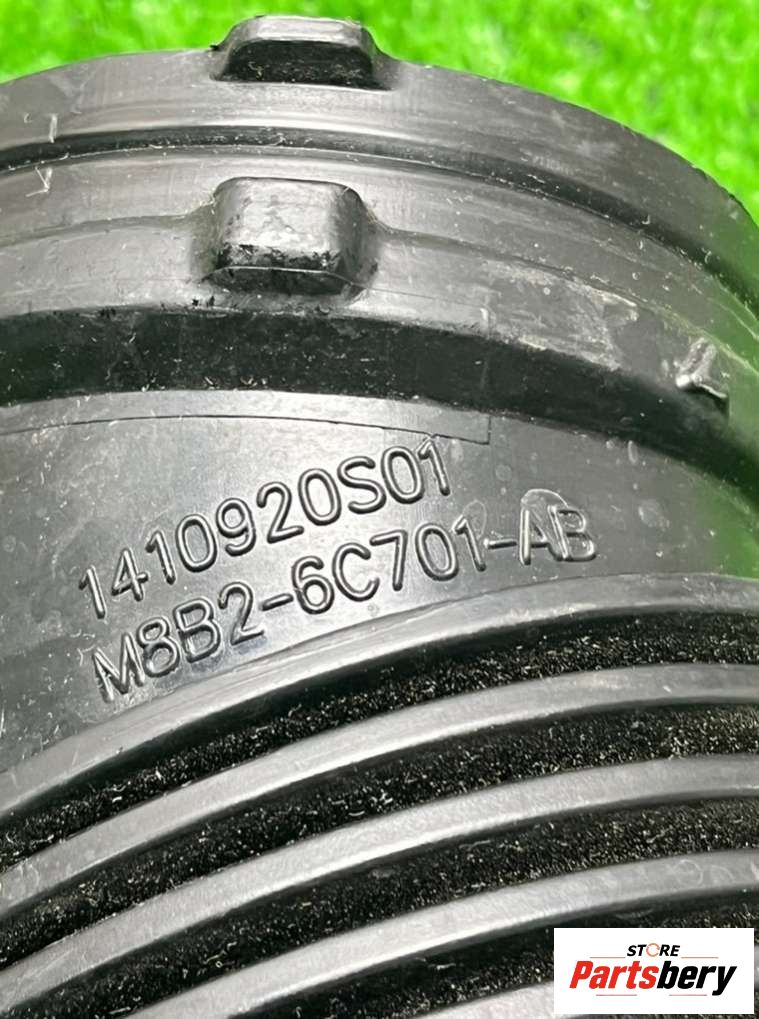 1410920S01
M8B2-6C701-AB
STORE
Partsbery